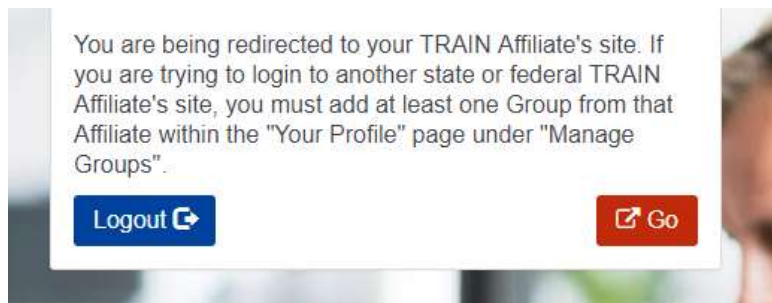 You are being redirected to your TRAIN Affiliate's site. If
you are trying to login to another state or federal TRAIN
Affiliate's site, you must add at least one Group from that
Affiliate within the "Your Profile" page under "Manage
Groups".
Logout
Go